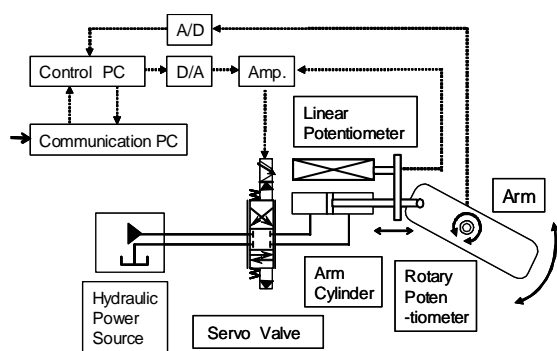 A/D
Control PC
D/A
Amp.
Communication PC
Linear
Potentiometer
Arm
Hydraulic
Power
Source
Servo Valve
Arm
Cylinder
Rotary
Poten
-tiometer